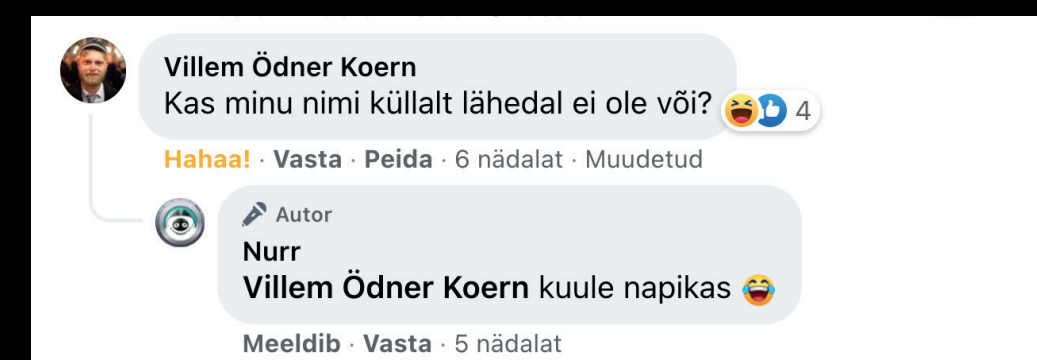 Villem Ödner Koern
Kas minu nimi küllalt lähedal ei ole või?
4
Hahaa! · Vasta · Peida · 6 nädalat · Muudetud
Autor
Nurr
Villem Ödner Koern kuule napikas 😂
Meeldib · Vasta · 5 nädalat